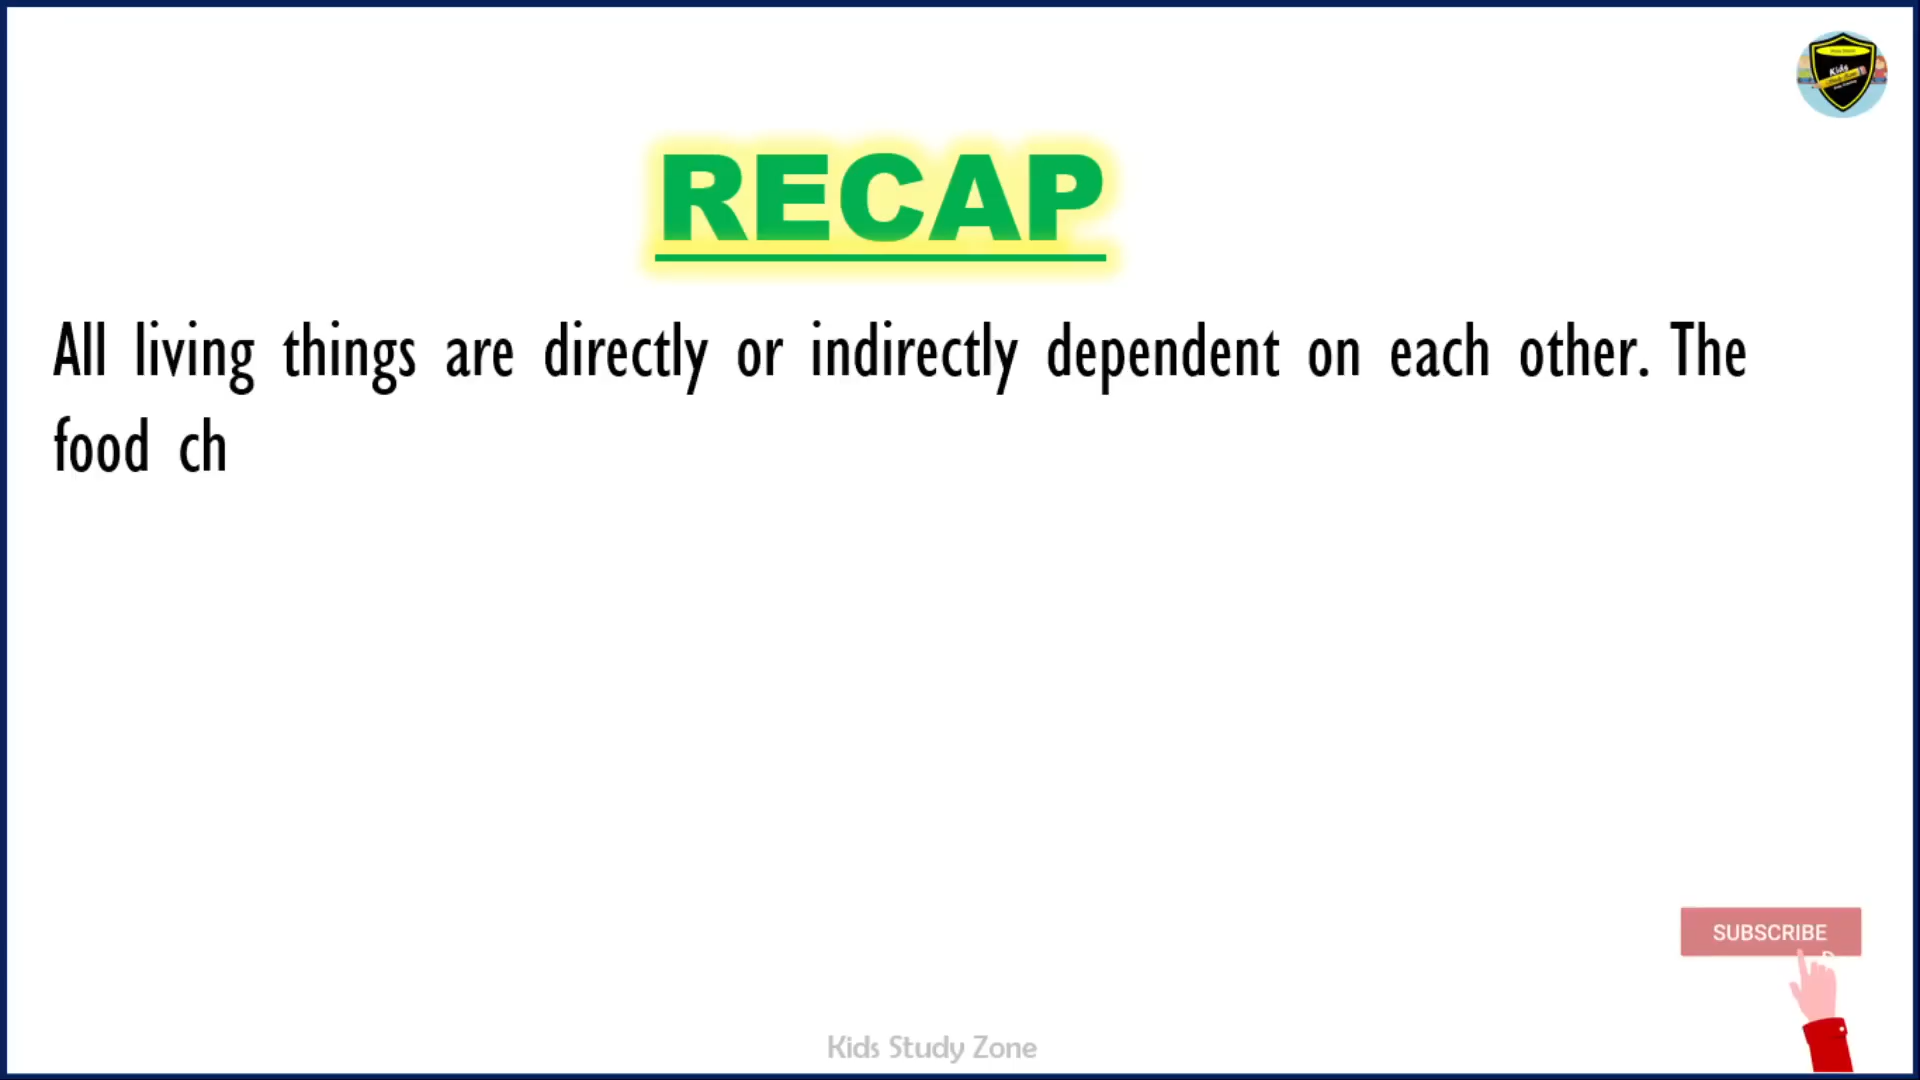 Kids
RECAP
All living things are directly or indirectly dependent on each other. The
food ch
SUBSCRIBE
Kids Study Zone